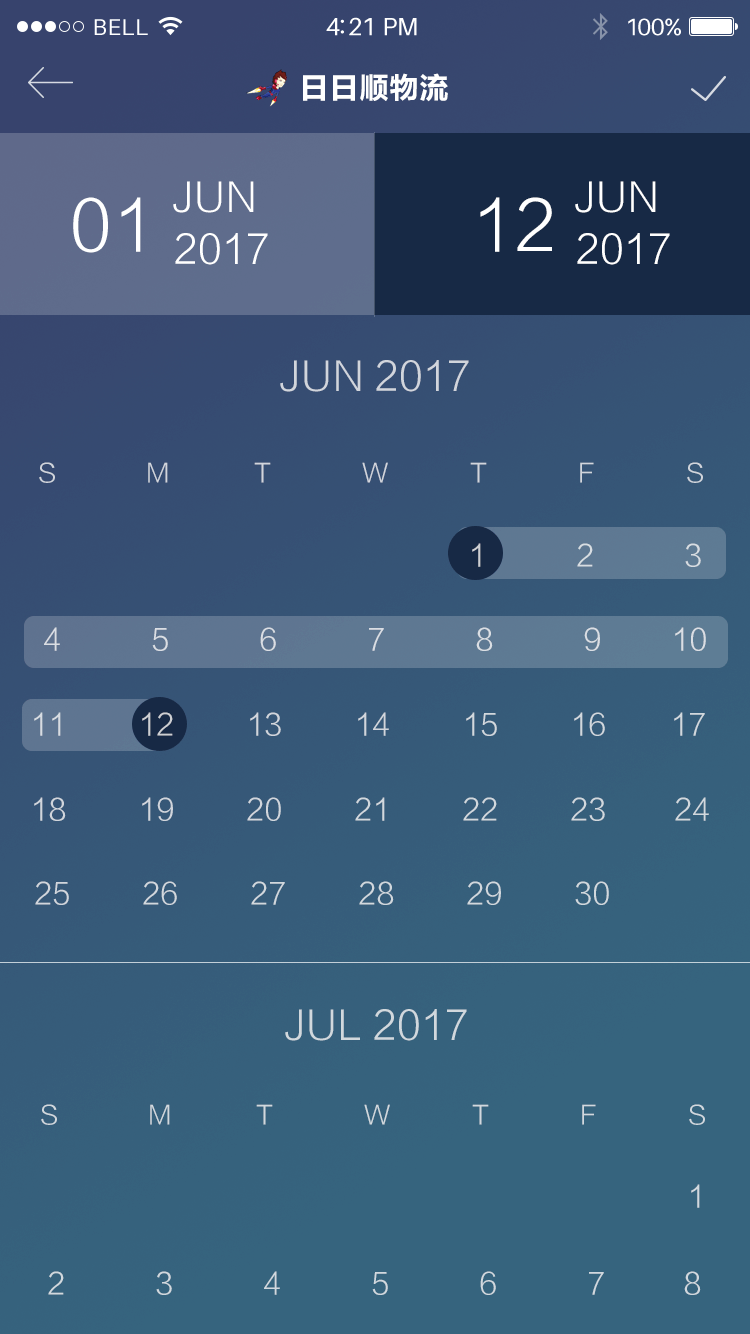 BELL 4:21 PM 100%
日日顺物流
01 JUN 2017
12 JUN 2017
JUN 2017
S M T W T F S
1 2 3
4 5 6 7 8 9 10
11 12 13 14 15 16 17
18 19 20 21 22 23 24
25 26 27 28 29 30
JUL 2017
S M T W T F S
1
2 3 4 5 6 7 8